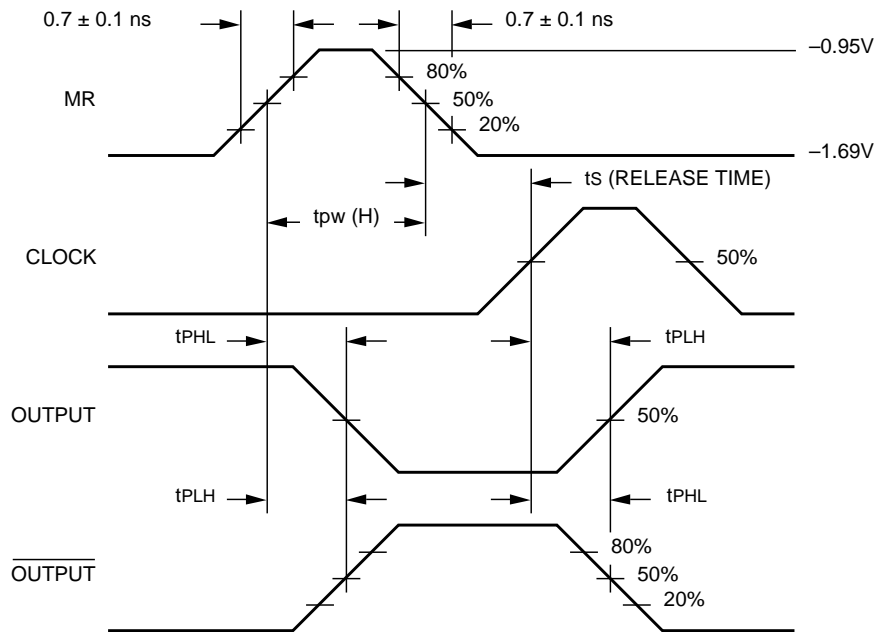 0.7 ± 0.1 ns
0.7 ± 0.1 ns
–0.95V
80%
MR
50%
20%
–1.69V
tS (RELEASE TIME)
tpw (H)
CLOCK
50%
tPHL
tPLH
OUTPUT
50%
tPLH
tPHL
80%
OUTPUT
50%
20%